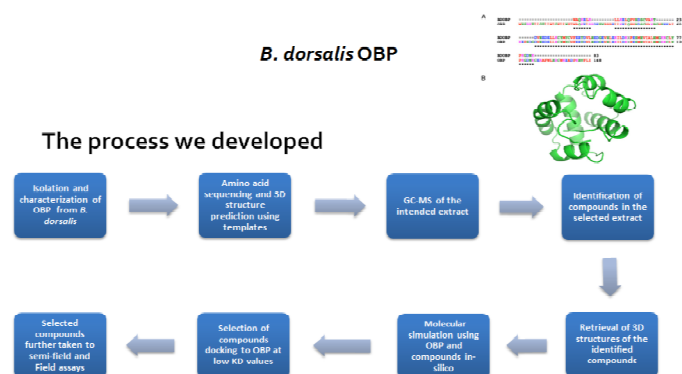 A
B. dorsalis OBP
B
The process we developed
Isolation and
characterization of
OBP from B.
dorsalis
Amino acid
sequencing and 3D
structure
prediction using
templates
GC-MS of the
intended extract
Identification of
compounds in the
selected extract
Retrieval of 3D
structures of the
identified
compounds
Molecular
simulation using
OBP and
compounds in-
silico
Selection of
compounds
docking to OBP at
low KD values
Selected
compounds
further taken to
semi-field and
Field assays